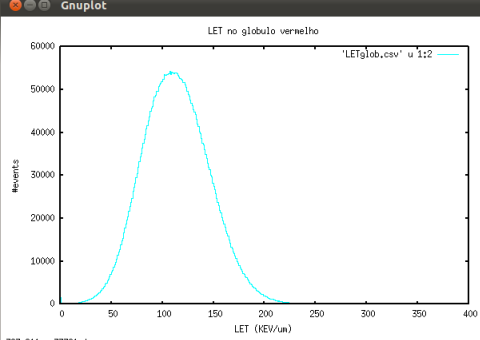 Gnuplot
LET no globulo vermelho
'LETglob.csv' u 1:2
60000
50000
40000
30000
20000
10000
0
#events
0 50 100 150 200 250 300 350 400
LET (KEV/um)